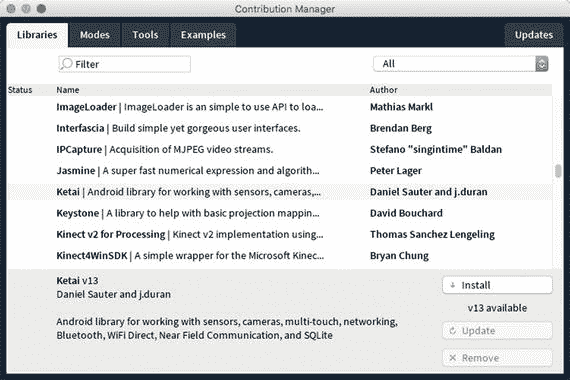 Contribution Manager
Libraries Modes Tools Examples Updates
Filter All
Status Name Author
ImageLoader | ImageLoader is an simple to use API to loa... Mathias Markl
Interfascia | Build simple yet gorgeous user interfaces. Brendan Berg
IPCapture | Acquisition of MJPEG video streams. Stefano "singintime" Baldan
Jasmine | A super fast numerical expression and algorith... Peter Lager
Ketai | Android library for working with sensors, cameras,... Daniel Sauter and j.duran
Keystone | A library to help with basic projection mappin... David Bouchard
Kinect v2 for Processing | Kinect v2 implementation using... Thomas Sanchez Lengeling
Kinect4WinSDK | A simple wrapper for the Microsoft Kinec... Bryan Chung
Ketai v13
Daniel Sauter and j.duran
Install
v13 available
Android library for working with sensors, cameras, multi-touch, networking,
Bluetooth, WiFi Direct, Near Field Communication, and SQLite
Update
Remove